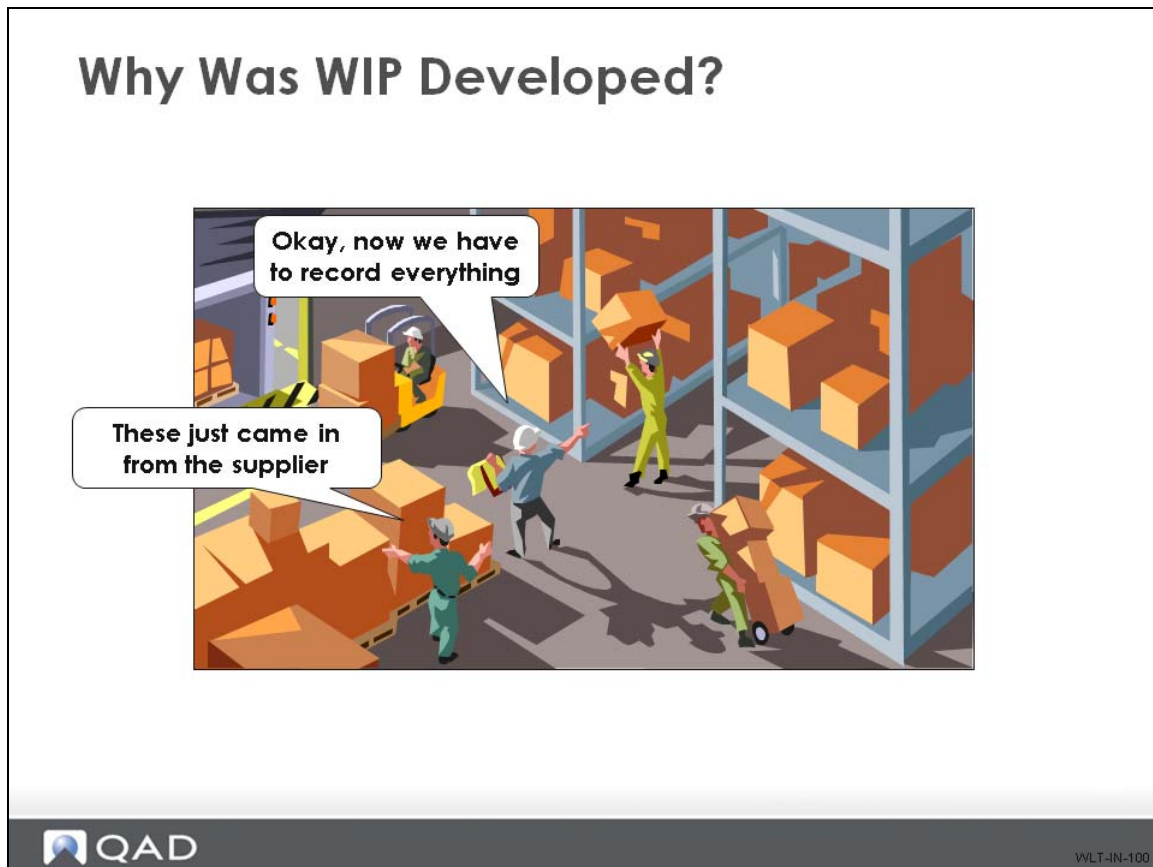 Why Was WIP Developed?
Okay, now we have
to record everything
These just came in
from the supplier
QAD
WLT-IN-100